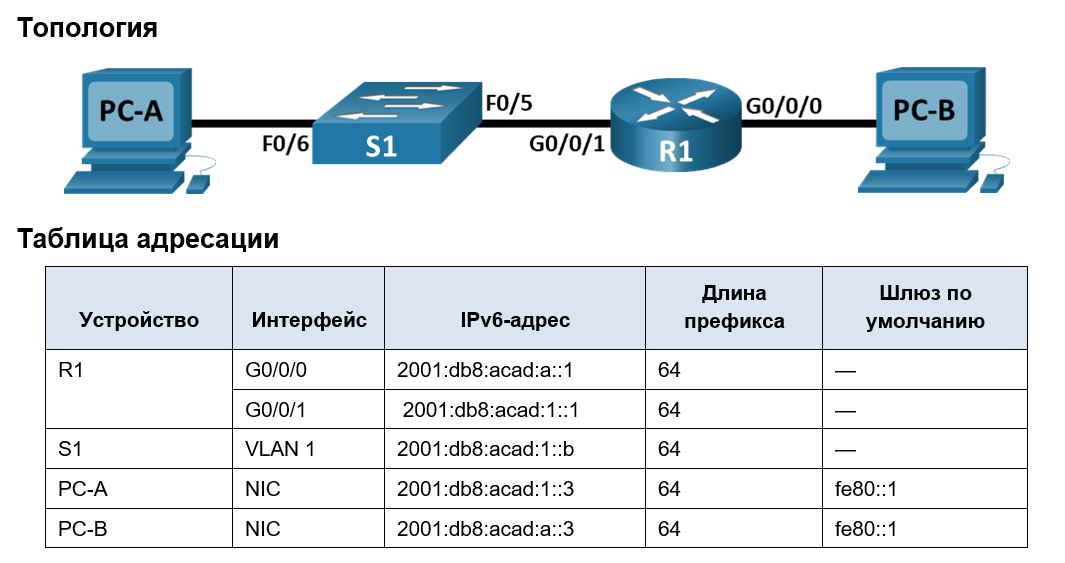 Топология
PC-A
F0/6
S1
F0/5
G0/0/1
R1
G0/0/0
PC-B
Таблица адресации
Устройство Интерфейс IPv6-адрес Длина префикса Шлюз по умолчанию
R1 G0/0/0 2001:db8:acad:a::1 64 —
G0/0/1 2001:db8:acad:1::1 64 —
S1 VLAN 1 2001:db8:acad:1::b 64 —
PC-A NIC 2001:db8:acad:1::3 64 fe80::1
PC-B NIC 2001:db8:acad:a::3 64 fe80::1